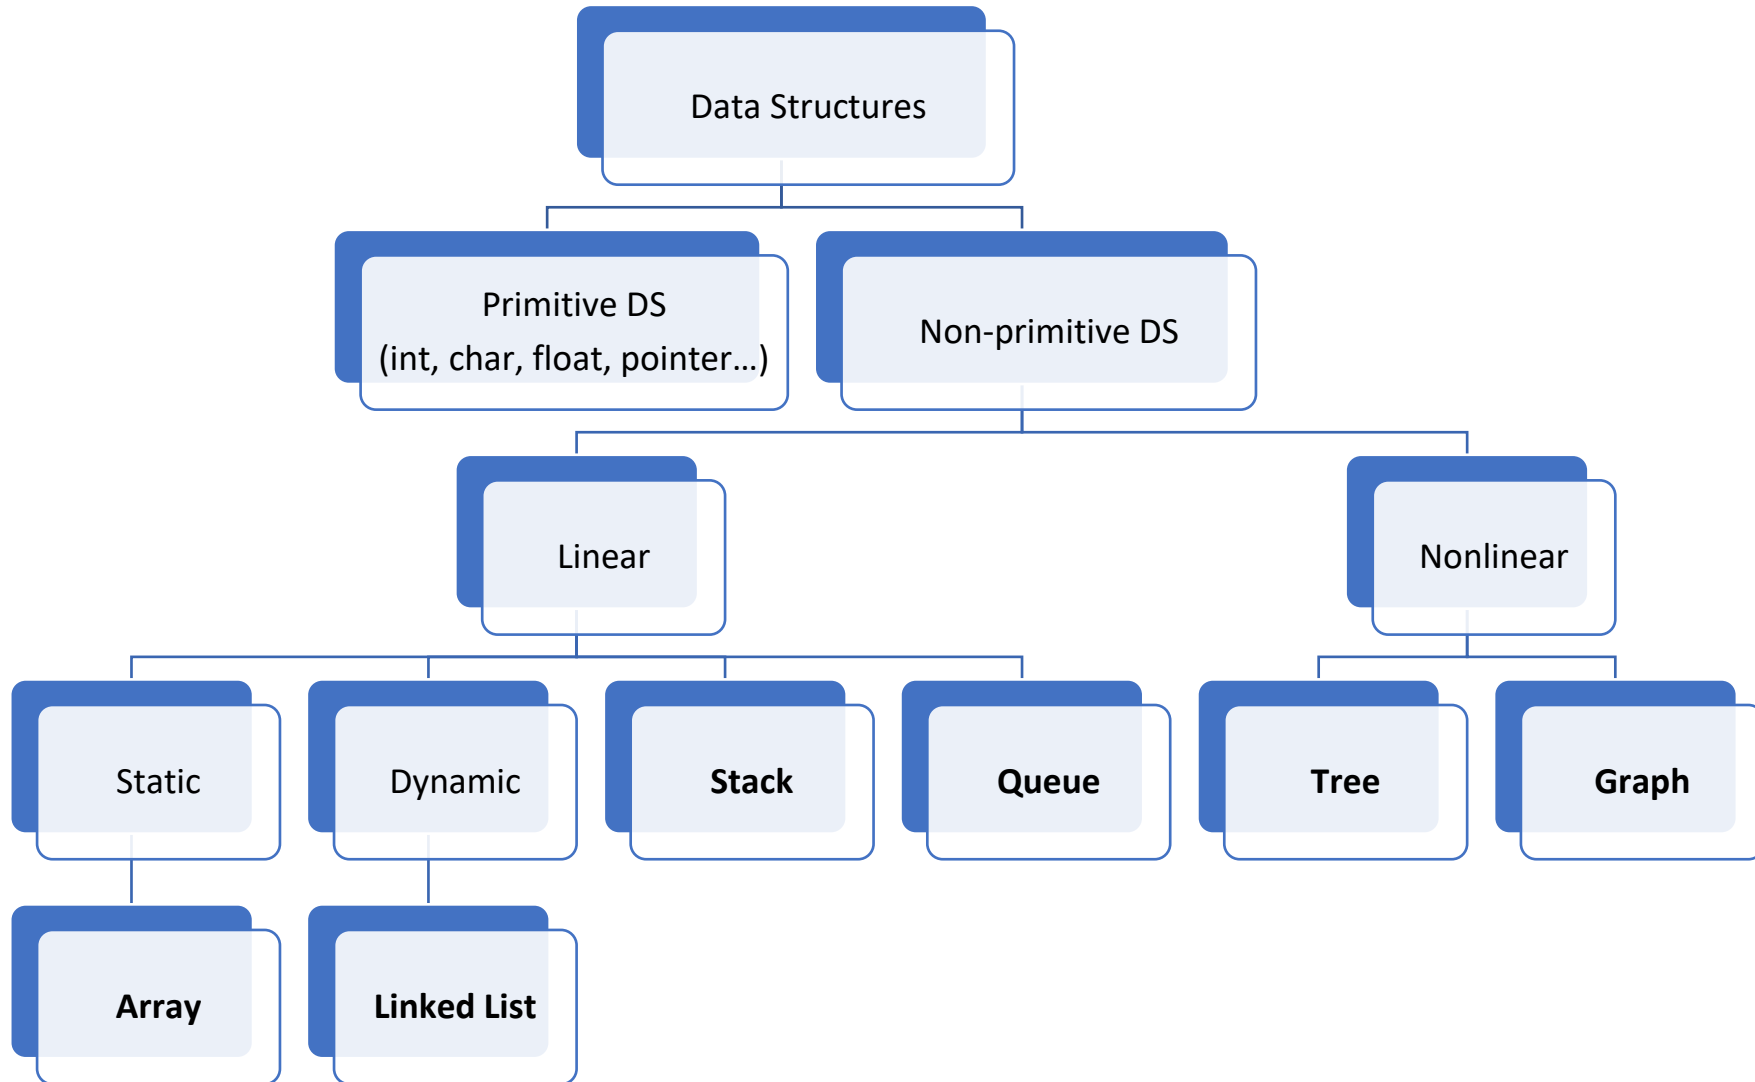 Data Structures
Primitive DS
(int, char, float, pointer…)
Non-primitive DS
Linear
Nonlinear
Static
Dynamic
Stack
Queue
Tree
Graph
Array
Linked List